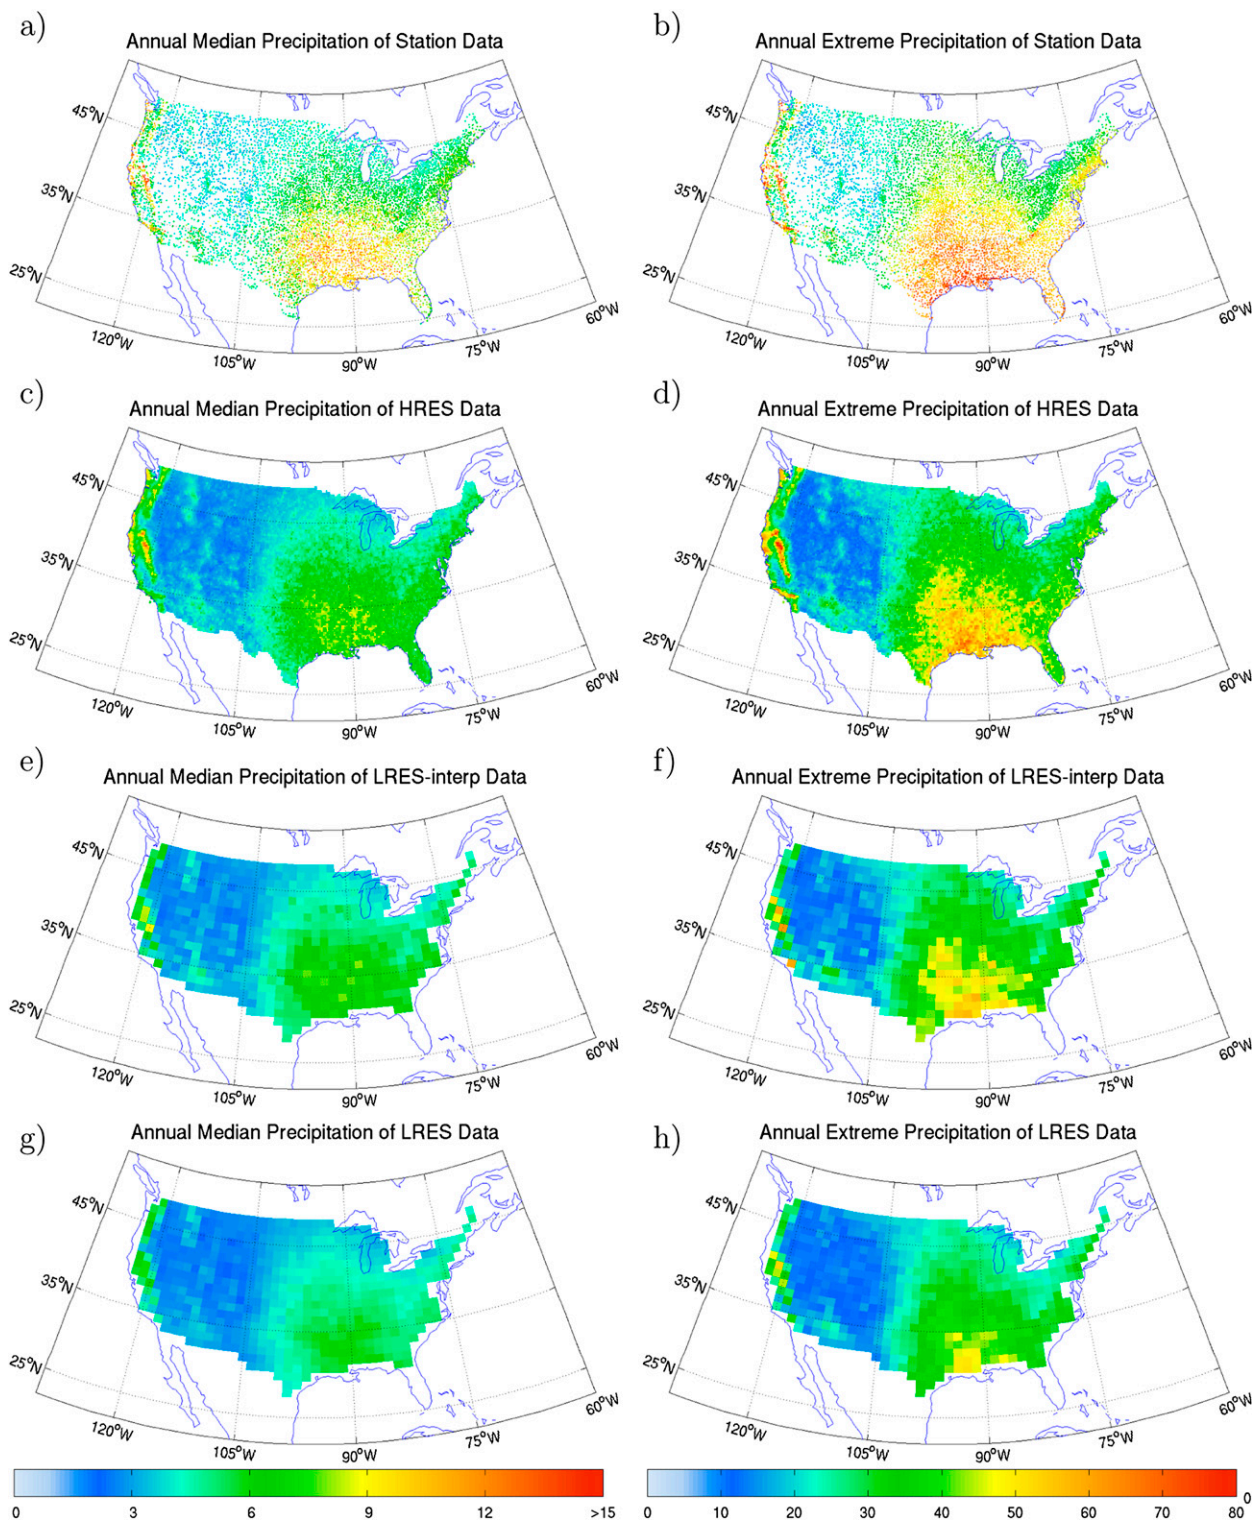 a)
Annual Median Precipitation of Station Data
45°N
35°N
25°N
120°W
105°W
90°W
75°W
60°W
b)
Annual Extreme Precipitation of Station Data
45°N
35°N
25°N
120°W
105°W
90°W
75°W
60°W
c)
Annual Median Precipitation of HRES Data
45°N
35°N
25°N
120°W
105°W
90°W
75°W
60°W
d)
Annual Extreme Precipitation of HRES Data
45°N
35°N
25°N
120°W
105°W
90°W
75°W
60°W
e)
Annual Median Precipitation of LRES-interp Data
45°N
35°N
25°N
120°W
105°W
90°W
75°W
60°W
f)
Annual Extreme Precipitation of LRES-interp Data
45°N
35°N
25°N
120°W
105°W
90°W
75°W
60°W
g)
Annual Median Precipitation of LRES Data
45°N
35°N
25°N
120°W
105°W
90°W
75°W
60°W
h)
Annual Extreme Precipitation of LRES Data
45°N
35°N
25°N
120°W
105°W
90°W
75°W
60°W
0 3 6 9 12 >15
0
0 10 20 30 40 50 60 70 80